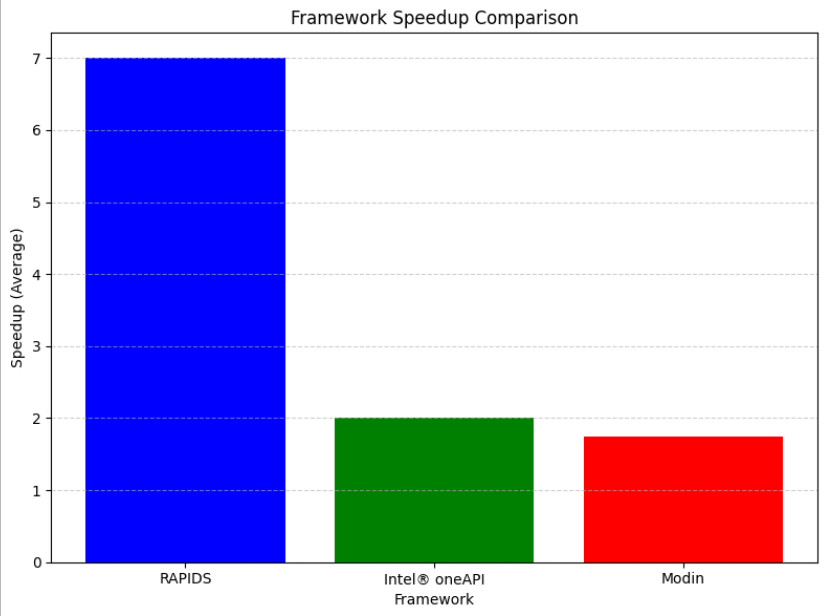 Framework Speedup Comparison
Speedup (Average)
7
6
5
4
3
2
1
0
RAPIDS
Intel® oneAPI
Modin
Framework